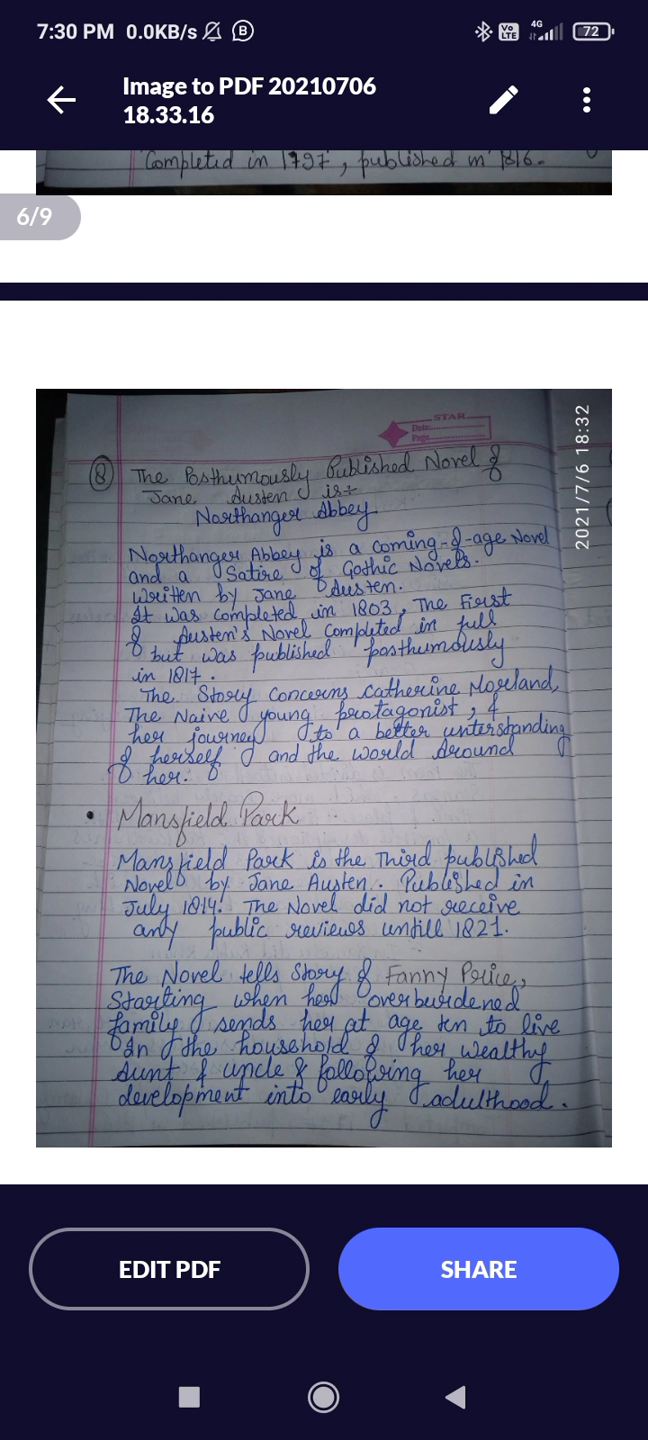 7:30 PM 0.0KB/s B Vo LTE 4G 72
Image to PDF 20210706
18.33.16
Completed in 1797, published in 1816.
6/9
STAR
Date
Page
2021/7/6 18:32
(8) The Posthumously Published Novel of
Jane Austen is:-
Northanger Abbey
Northanger Abbey is a coming-of-age Novel
and a Satire of Gothic Novels.
written by Jane Austen.
It was completed in 1803, The First
of Austen's Novel Completed in full
but was published posthumously
in 1817.
The Story Concerns Catherine Morland,
The Naive young protagonist, &
her journey to a better unterstanding
of herself and the world Around
her.
• Mansfield Park
Mansfield Park is the Third published
Novel by Jane Austen. Published in
July 1814. The Novel did not receive
any public reviews untill 1821.
The Novel tells Story of Fanny Price,
Starting when her overburdened
family sends her at age ten to live
In the household of her wealthy
Aunt & uncle & following her
development into early adulthood.
EDIT PDF
SHARE